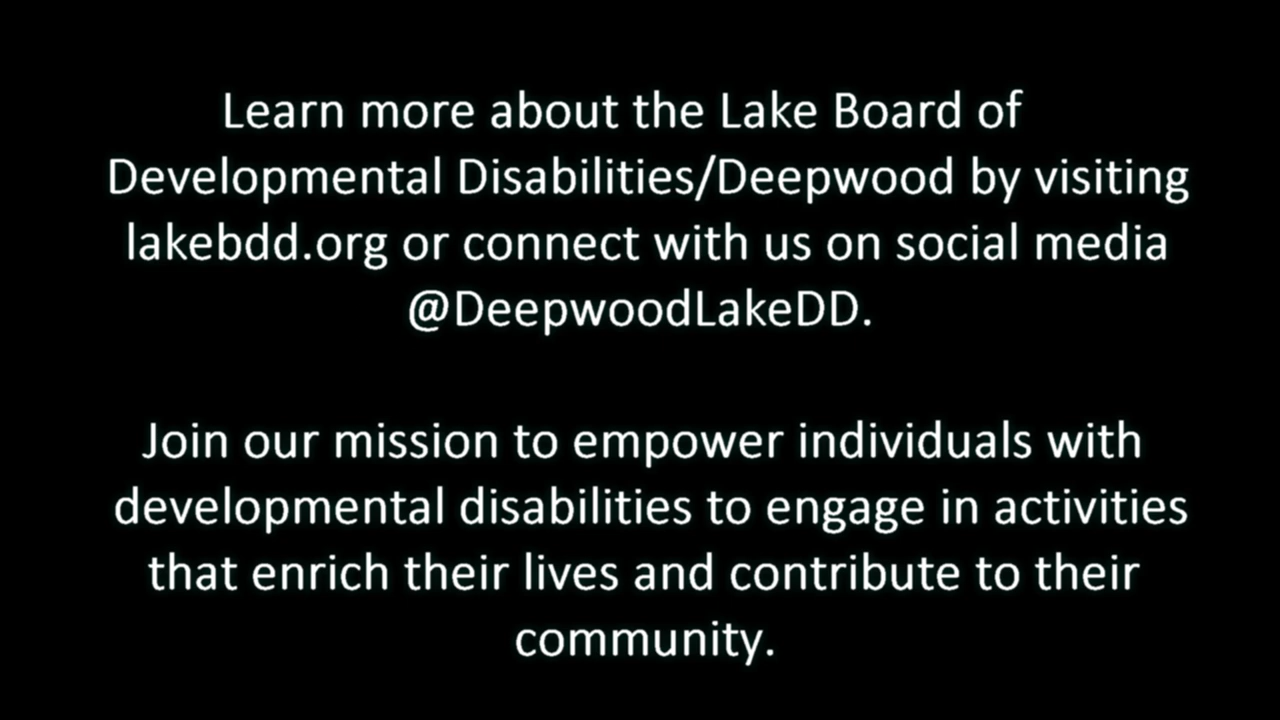 Learn more about the Lake Board of
Developmental Disabilities/Deepwood by visiting
lakebdd.org or connect with us on social media
@DeepwoodLakeDD.
Join our mission to empower individuals with
developmental disabilities to engage in activities
that enrich their lives and contribute to their
community.